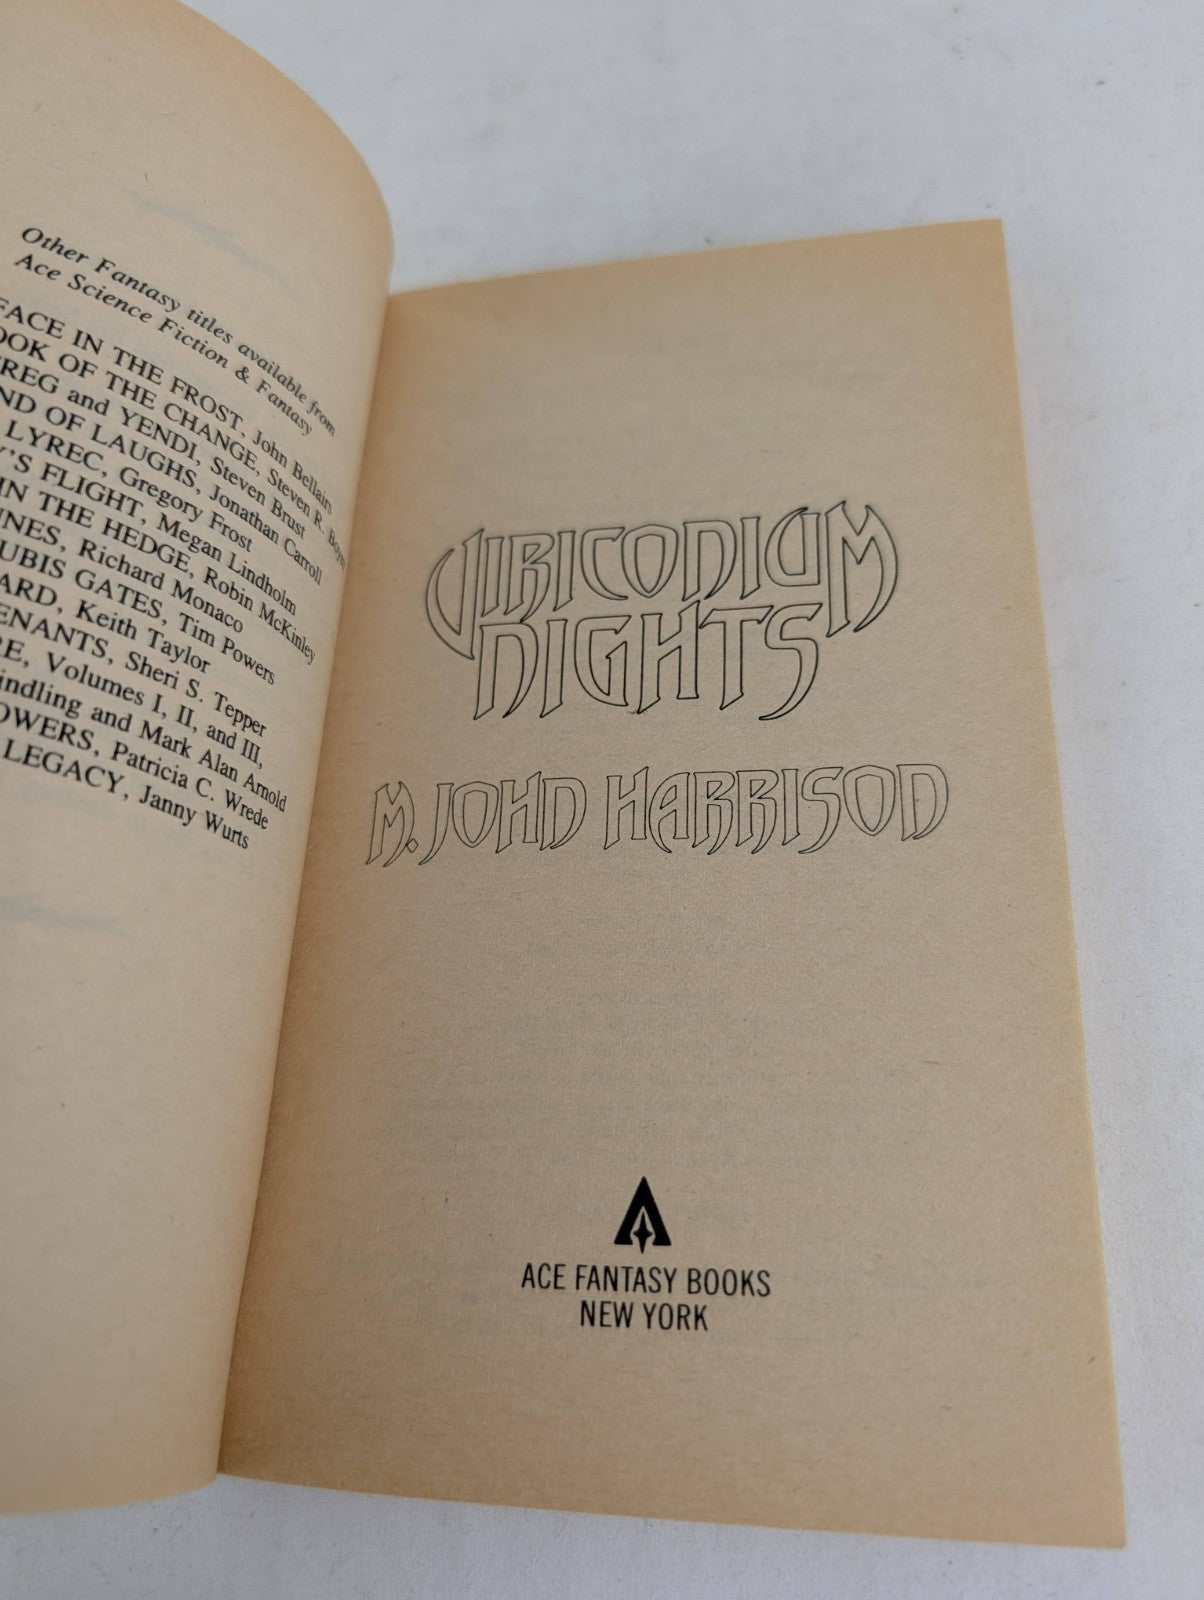 Other Fantasy titles available from
Ace Science Fiction & Fantasy
FACE IN THE FROST, John Bellairs
OOK OF THE CHANGE, Steven R. Boyett
REG and YENDI, Steven Brust
ND OF LAUGHS, Jonathan Carroll
LYREC, Gregory Frost
Y'S FLIGHT, Megan Lindholm
IN THE HEDGE, Robin McKinley
NES, Richard Monaco
UBIS GATES, Tim Powers
ARD, Keith Taylor
ENANTS, Sheri S. Tepper
RE, Volumes I, II, and III,
indling and Mark Alan Arnold
OWERS, Patricia C. Wrede
LEGACY, Janny Wurts
VIRICONIUM
NIGHTS
M. JOHN HARRISON
ACE FANTASY BOOKS
NEW YORK